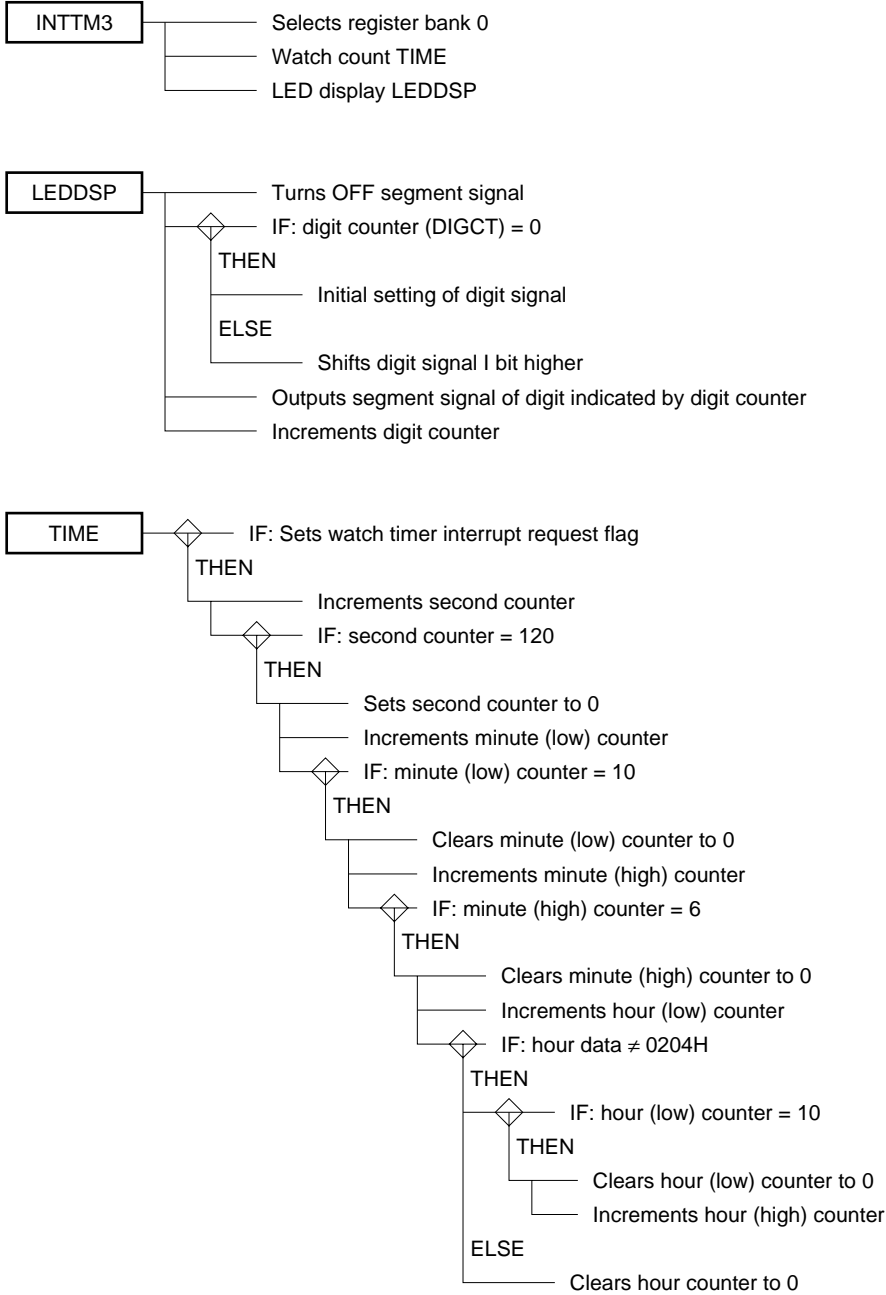 INTTM3
Selects register bank 0
Watch count TIME
LED display LEDDSP
LEDDSP
Turns OFF segment signal
IF: digit counter (DIGCT) = 0
THEN
Initial setting of digit signal
ELSE
Shifts digit signal I bit higher
Outputs segment signal of digit indicated by digit counter
Increments digit counter
TIME
IF: Sets watch timer interrupt request flag
THEN
Increments second counter
IF: second counter = 120
THEN
Sets second counter to 0
Increments minute (low) counter
IF: minute (low) counter = 10
THEN
Clears minute (low) counter to 0
Increments minute (high) counter
IF: minute (high) counter = 6
THEN
Clears minute (high) counter to 0
Increments hour (low) counter
IF: hour data ≠ 0204H
THEN
IF: hour (low) counter = 10
THEN
Clears hour (low) counter to 0
Increments hour (high) counter
ELSE
Clears hour counter to 0